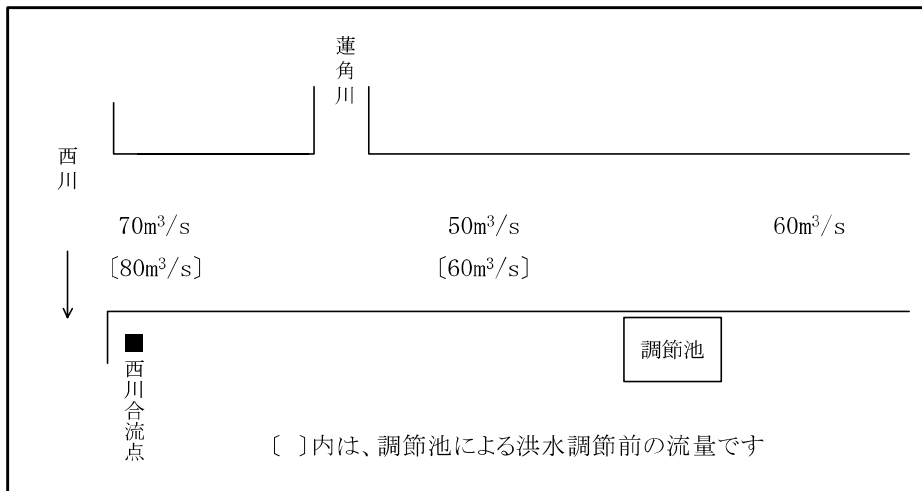 蓮角川
西川
70m³/s
50m³/s
60m³/s
〔80m³/s〕
〔60m³/s〕
調節池
西川合流点
〔 〕内は、調節池による洪水調節前の流量です